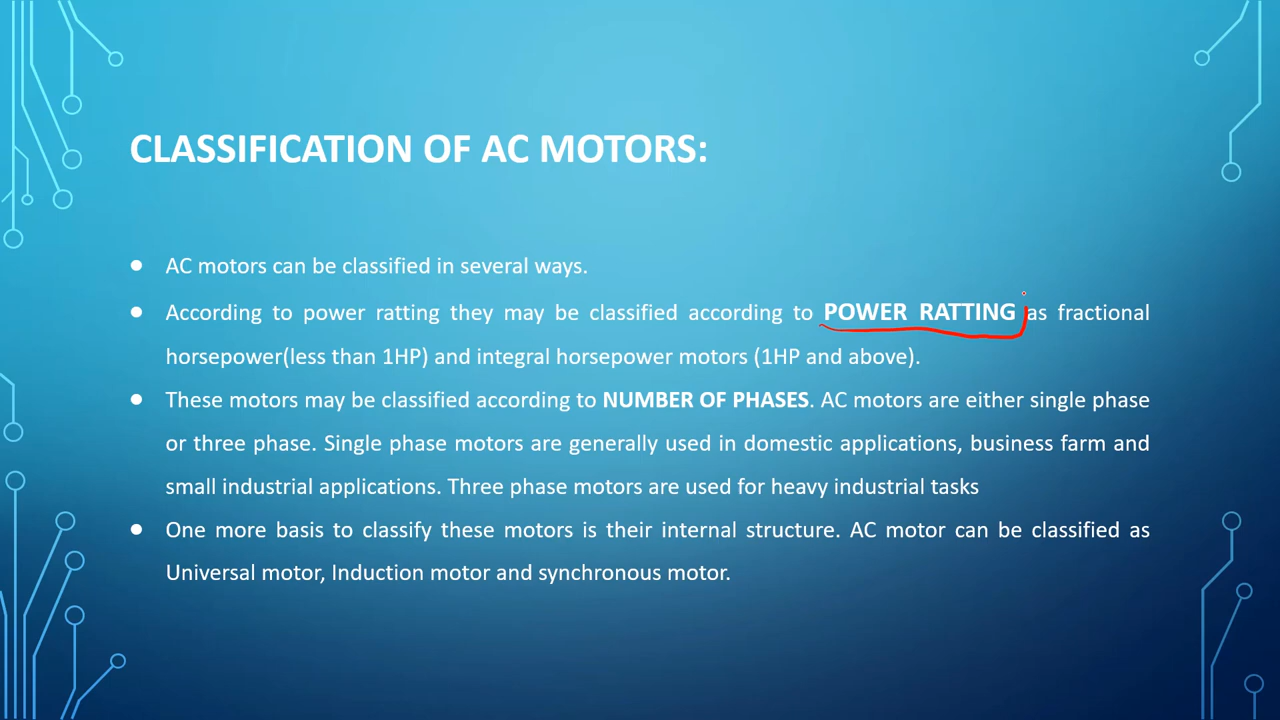 CLASSIFICATION OF AC MOTORS:
● AC motors can be classified in several ways.
● According to power ratting they may be classified according to POWER RATTING as fractional
horsepower(less than 1HP) and integral horsepower motors (1HP and above).
● These motors may be classified according to NUMBER OF PHASES. AC motors are either single phase
or three phase. Single phase motors are generally used in domestic applications, business farm and
small industrial applications. Three phase motors are used for heavy industrial tasks
● One more basis to classify these motors is their internal structure. AC motor can be classified as
Universal motor, Induction motor and synchronous motor.